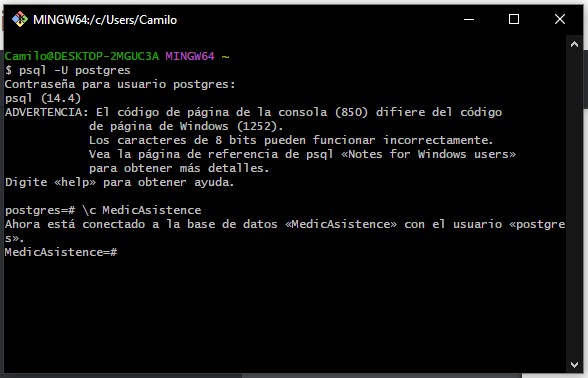 MINGW64:/c/Users/Camilo
Camilo@DESKTOP-2MGUC3A MINGW64 ~
$ psql -U postgres
Contraseña para usuario postgres:
psql (14.4)
ADVERTENCIA: El código de página de la consola (850) difiere del código
de página de Windows (1252).
Los caracteres de 8 bits pueden funcionar incorrectamente.
Vea la página de referencia de psql «Notes for Windows users»
para obtener más detalles.
Digite «help» para obtener ayuda.
postgres=# \c MedicAsistence
Ahora está conectado a la base de datos «MedicAsistence» con el usuario «postgre
s».
MedicAsistence=#